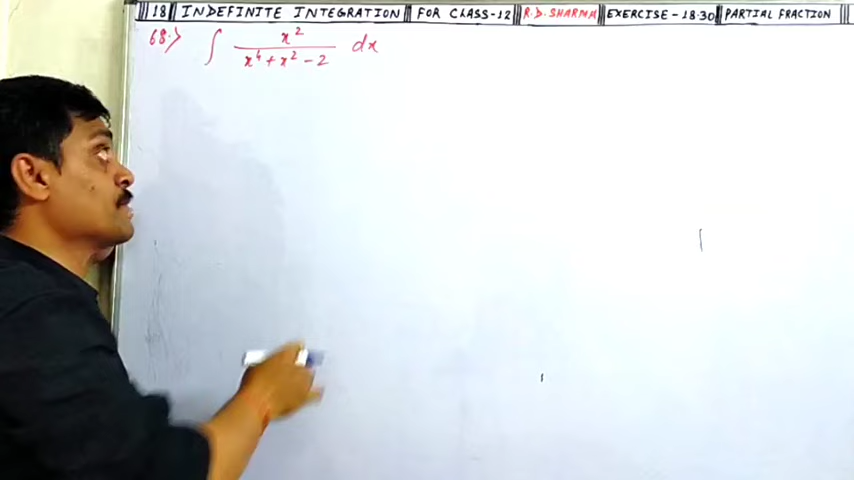 18 INDEFINITE INTEGRATION FOR CLASS-12 R.D. SHARMA EXERCISE-18.30 PARTIAL FRACTION
68.) ∫ x² / (x⁴ + x² - 2) dx